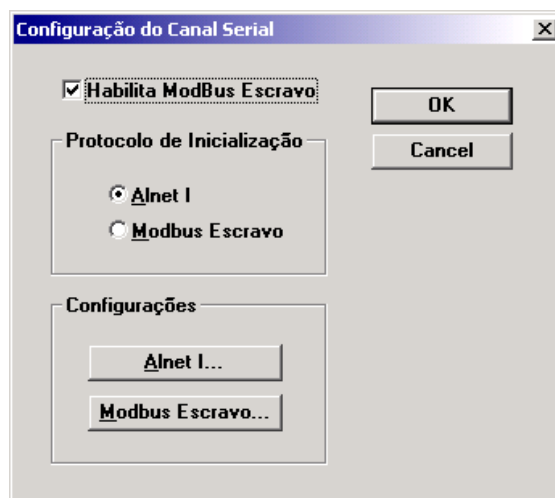 Configuração do Canal Serial
Habilita ModBus Escravo
OK
Protocolo de Inicialização
Cancel
Alnet I
Modbus Escravo
Configurações
Alnet I...
Modbus Escravo...